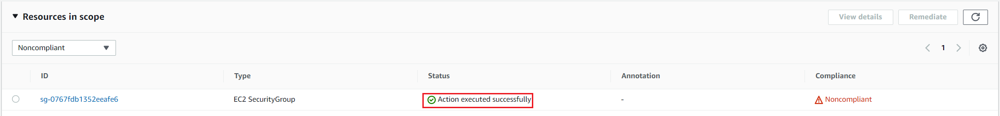 Resources in scope
View details
Remediate
Noncompliant
1
ID Type Status Annotation Compliance
sg-0767fdb1352eeafe6 EC2 SecurityGroup Action executed successfully - Noncompliant